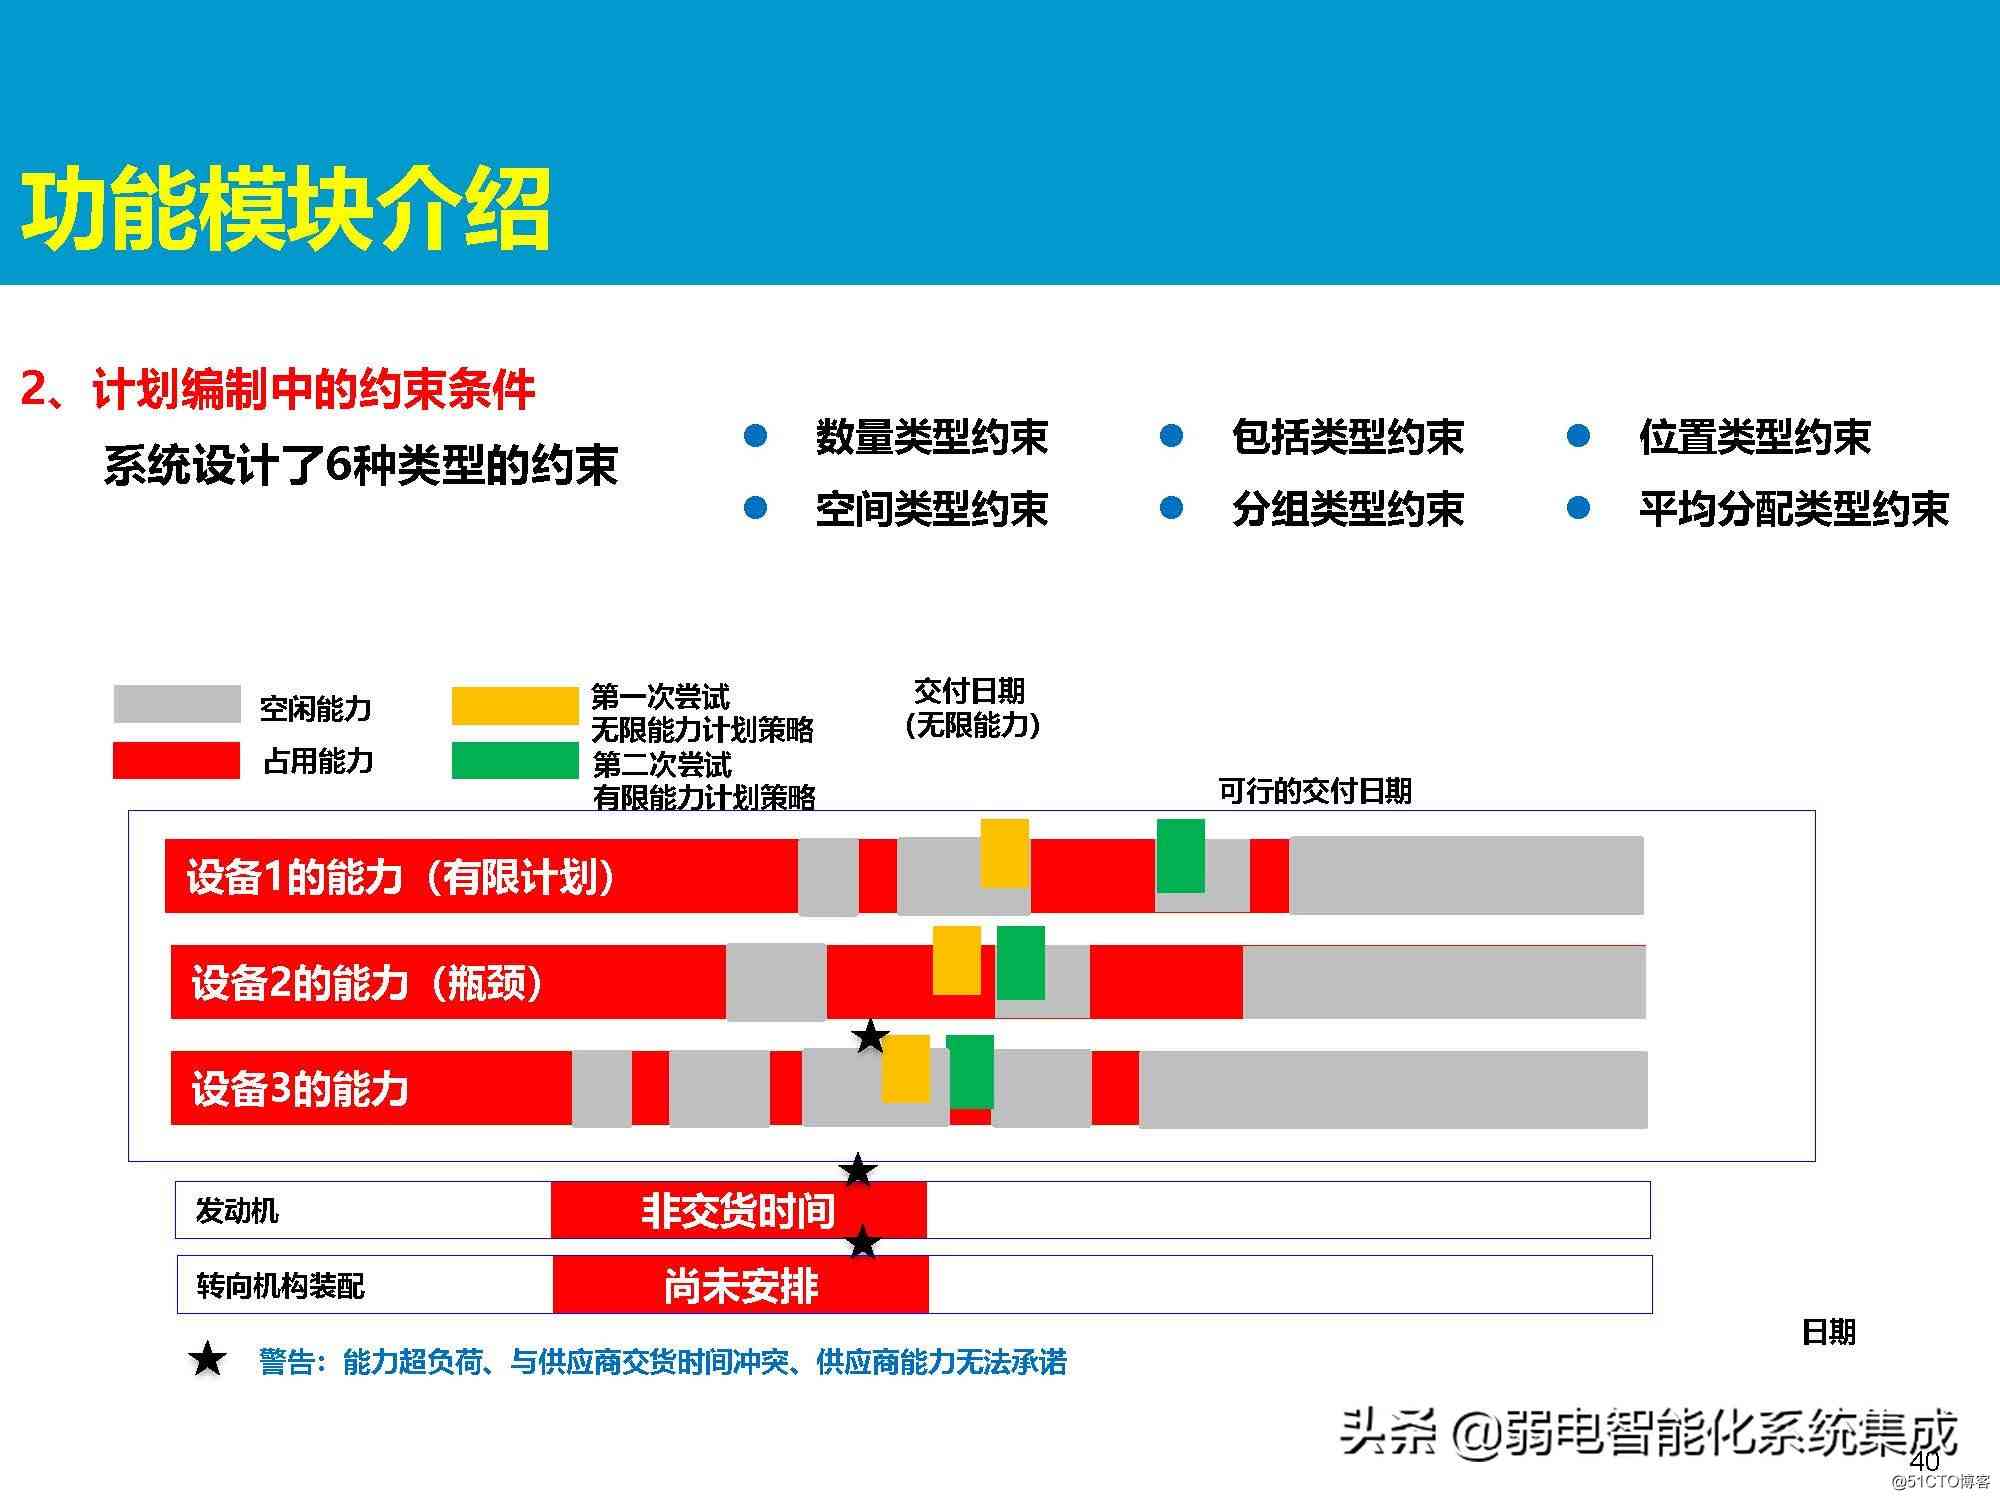 功能模块介绍
2、计划编制中的约束条件
系统设计了6种类型的约束
数量类型约束
包括类型约束
位置类型约束
空间类型约束
分组类型约束
平均分配类型约束
空闲能力
占用能力
第一次尝试
无限能力计划策略
第二次尝试
有限能力计划策略
交付日期
（无限能力）
可行的交付日期
设备1的能力（有限计划）
设备2的能力（瓶颈）
设备3的能力
发动机
非交货时间
转向机构装配
尚未安排
日期
警告：能力超负荷、与供应商交货时间冲突、供应商能力无法承诺
头条 @弱电智能化系统集成
40
@51CTO博客